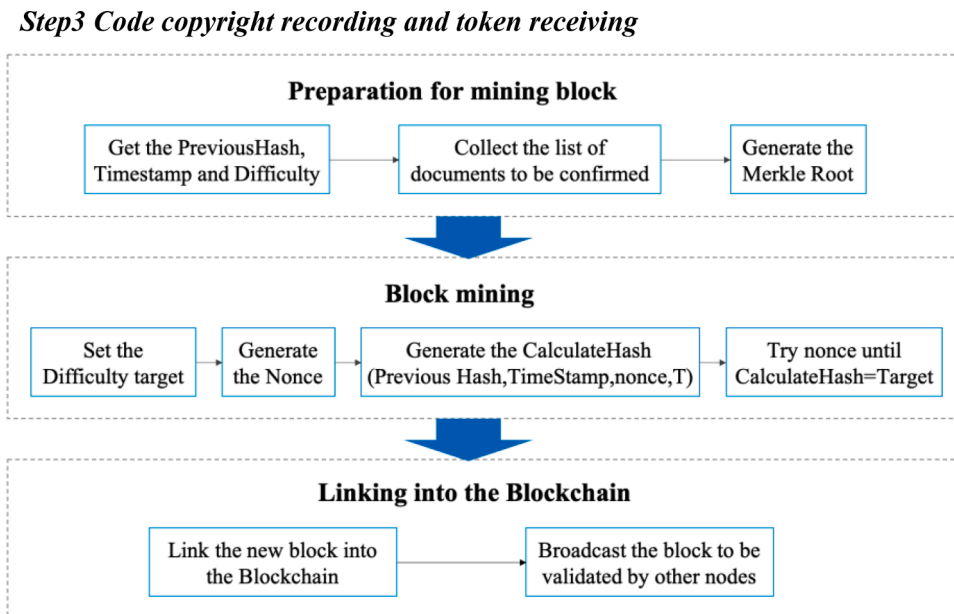 Step3 Code copyright recording and token receiving
Preparation for mining block
Get the PreviousHash,
Timestamp and Difficulty
Collect the list of
documents to be confirmed
Generate the
Merkle Root
Block mining
Set the
Difficulty target
Generate
the Nonce
Generate the CalculateHash
(Previous Hash,TimeStamp,nonce,T)
Try nonce until
CalculateHash=Target
Linking into the Blockchain
Link the new block into
the Blockchain
Broadcast the block to be
validated by other nodes